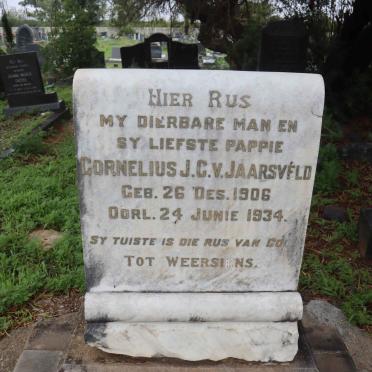 HIER RUS
MY DIERBARE MAN EN
SY LIEFSTE PAPPIE
CORNELIUS J.C.V. JAARSVÉLD
GEB. 26 DES. 1906
OORL. 24 JUNIE 1934.
SY TUISTE IS DIE RUS VAN GOD
TOT WEERSIENS.